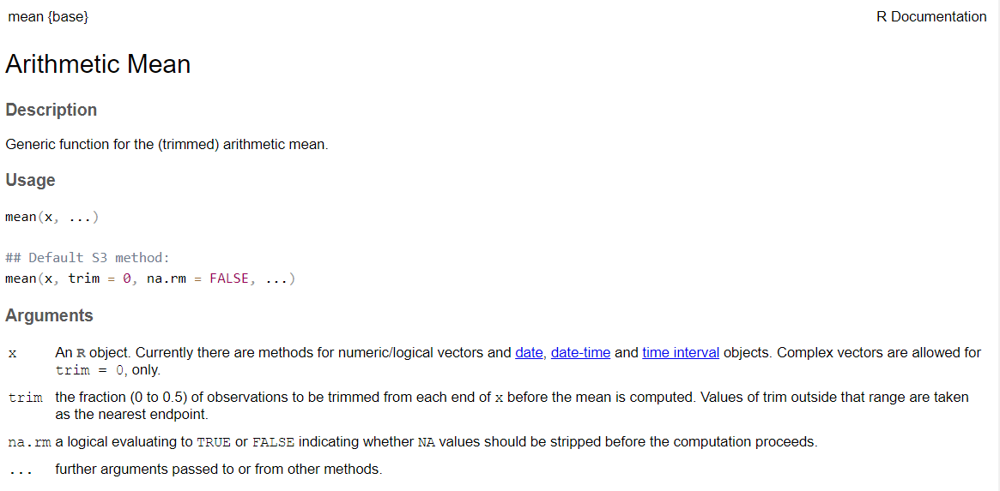 mean {base}
R Documentation
Arithmetic Mean
Description
Generic function for the (trimmed) arithmetic mean.
Usage
mean(x, ...)
## Default S3 method:
mean(x, trim = 0, na.rm = FALSE, ...)
Arguments
x An R object. Currently there are methods for numeric/logical vectors and date, date-time and time interval objects. Complex vectors are allowed for
trim = 0, only.
trim the fraction (0 to 0.5) of observations to be trimmed from each end of x before the mean is computed. Values of trim outside that range are taken
as the nearest endpoint.
na.rm a logical evaluating to TRUE or FALSE indicating whether NA values should be stripped before the computation proceeds.
... further arguments passed to or from other methods.